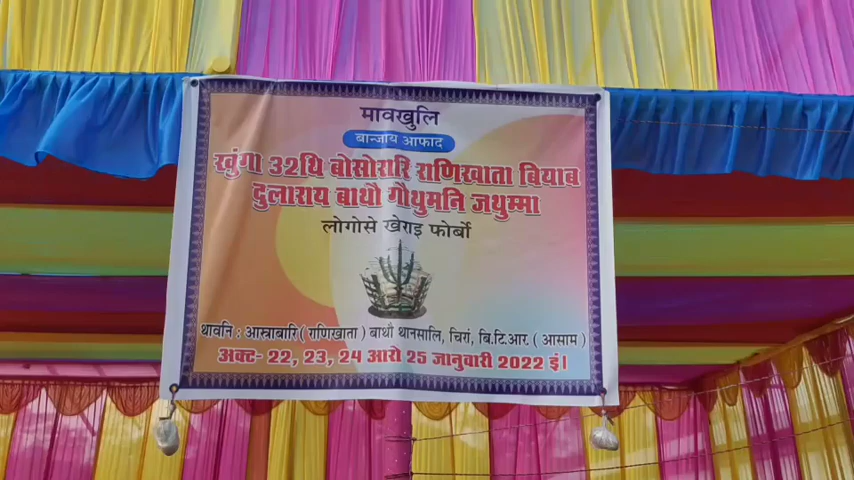 मावखुलि
बान्जाय आफाद
खुंगा 32थि बोसोरारि राणिखाता बियाब
दुलाराय बाथौ गौथुमनि जथुम्मा
लोगोसे खेराइ फोर्बो
थावनि : आस्राबारि ( राणिखाता ) बाथौ थानसालि, चिरां, बि.टि.आर. ( आसाम )
अक्ट- 22, 23, 24 आरो 25 जानुवारी 2022 इं।